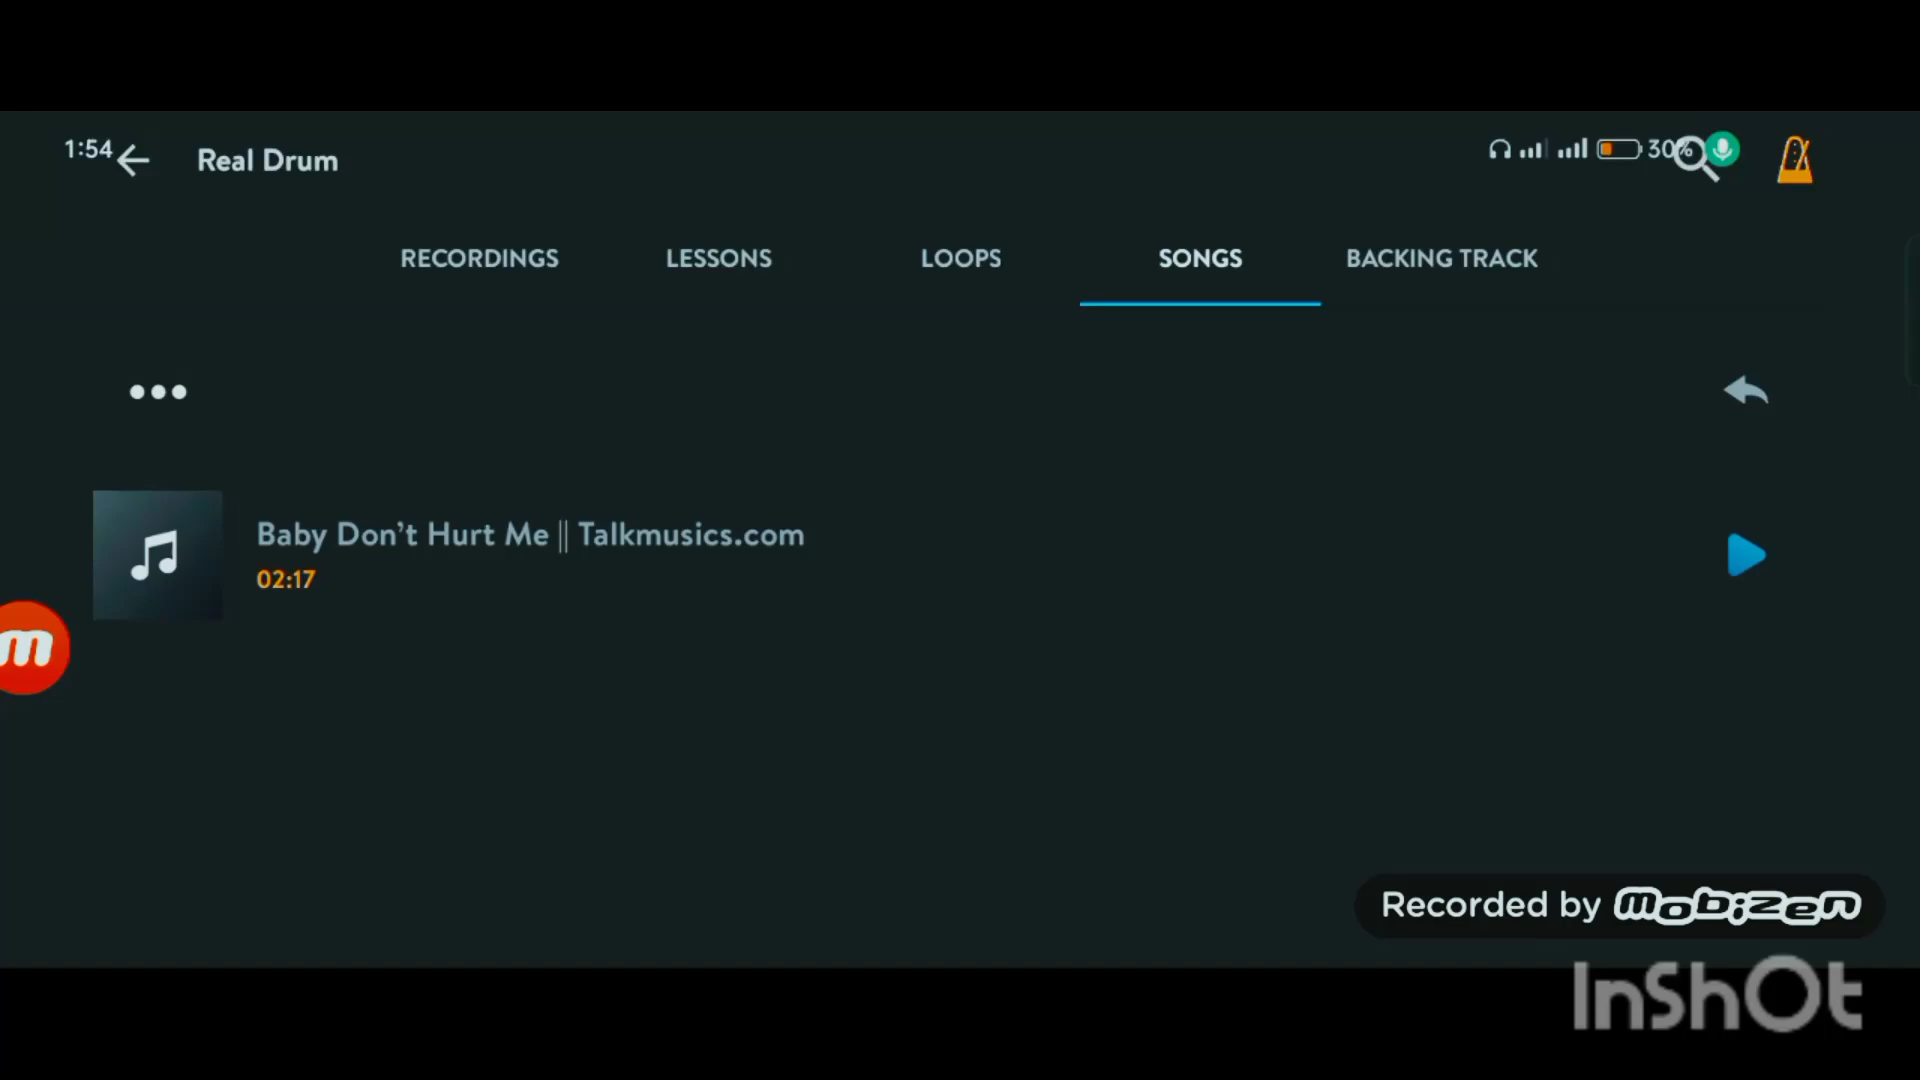 1:54
Real Drum
30%
RECORDINGS
LESSONS
LOOPS
SONGS
BACKING TRACK
Baby Don't Hurt Me || Talkmusics.com
02:17
m
Recorded by mobizen
InShOt